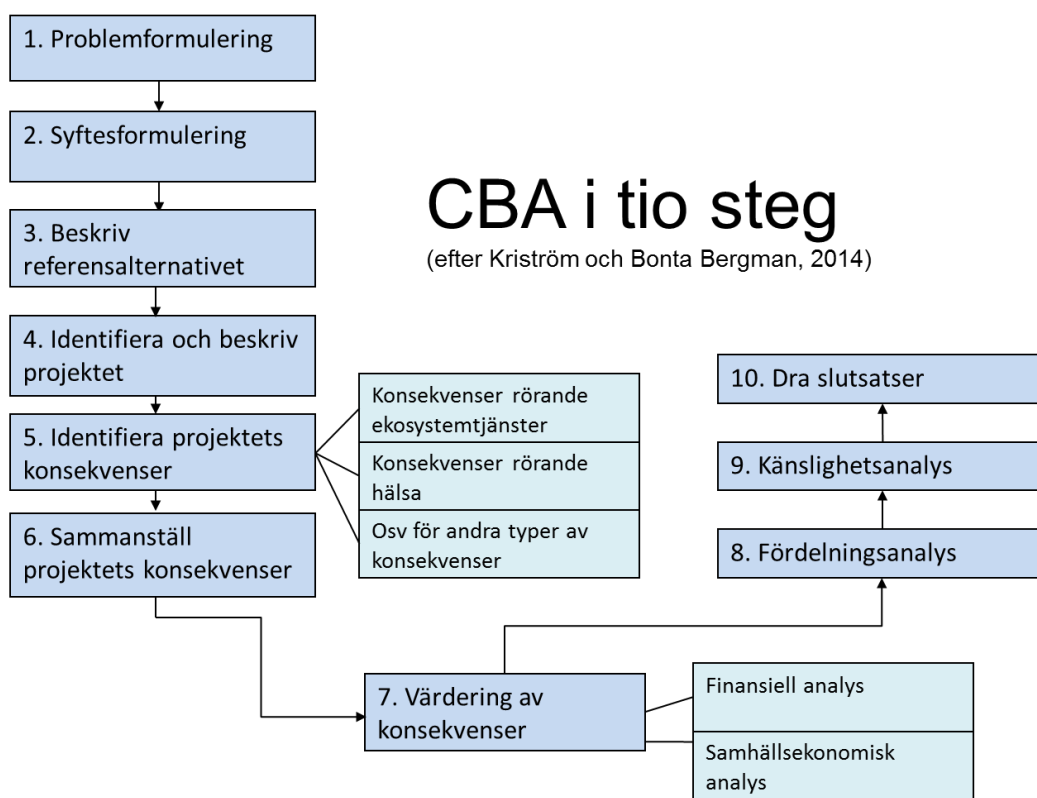 1. Problemformulering
2. Syftesformulering
3. Beskriv
referensalternativet
4. Identifiera och beskriv
projektet
5. Identifiera projektets
konsekvenser
6. Sammanställ
projektets konsekvenser
CBA i tio steg
(efter Kriström och Bonta Bergman, 2014)
Konsekvenser rörande
ekosystemtjänster
Konsekvenser rörande
hälsa
Osv för andra typer av
konsekvenser
7. Värdering av
konsekvenser
Finansiell analys
Samhällsekonomisk
analys
8. Fördelningsanalys
9. Känslighetsanalys
10. Dra slutsatser